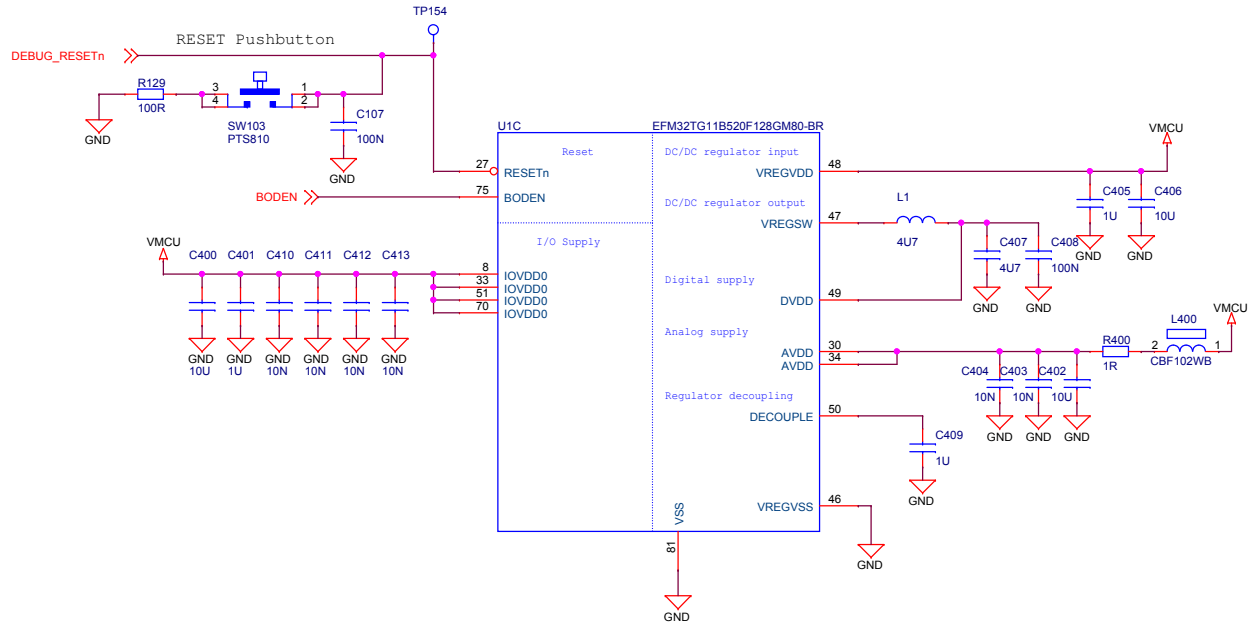 TP154
RESET Pushbutton
DEBUG_RESETn
R129
100R
3
4
1
2
C107
100N
SW103
PTS810
GND
GND
U1C
EFM32TG11B520F128GM80-BR
Reset
DC/DC regulator input
27
RESETn
VREGVDD
48
VMCU
75
BODEN
BODEN
C405
1U
C406
10U
GND
GND
DC/DC regulator output
VREGSW
47
L1
4U7
C407
4U7
C408
100N
GND
GND
I/O Supply
VMCU
C400
C401
C410
C411
C412
C413
8
IOVDD0
33
IOVDD0
51
IOVDD0
70
IOVDD0
GND
GND
GND
GND
GND
GND
10U
1U
10N
10N
10N
10N
Digital supply
DVDD
49
Analog supply
AVDD
30
AVDD
34
R400
1R
L400
2
1
CBF102WB
VMCU
C404
10N
C403
10N
C402
10U
GND
GND
GND
Regulator decoupling
DECOUPLE
50
C409
1U
GND
VREGVSS
46
GND
VSS
81
GND